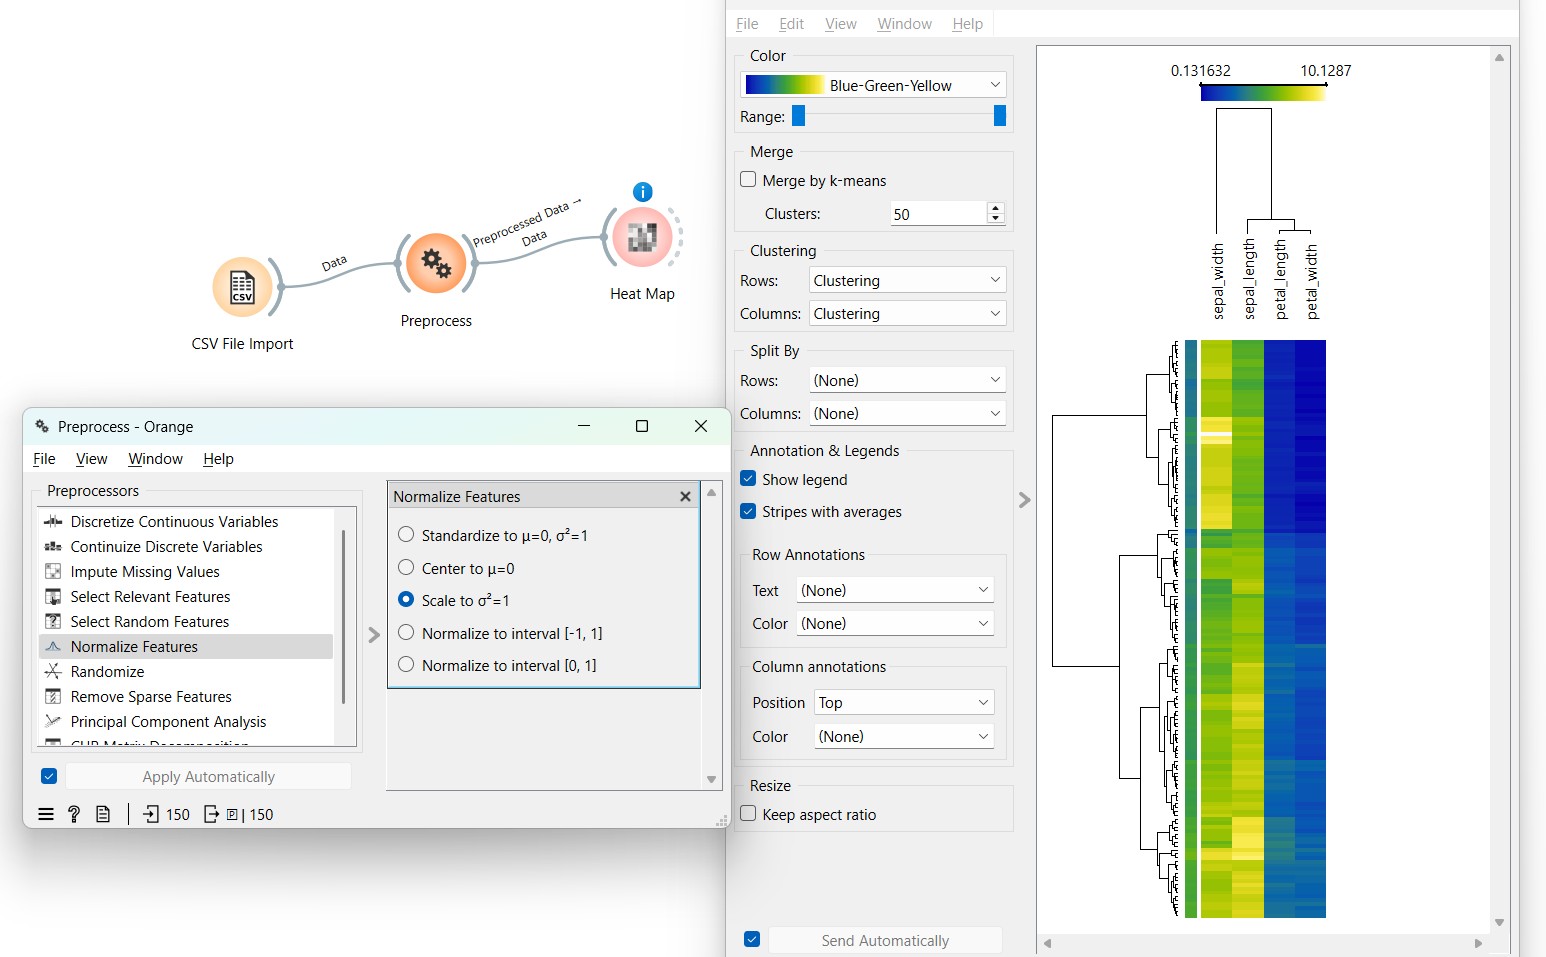 Data
Preprocessed Data →
Data
i
CSV
CSV File Import
Preprocess
Heat Map
Preprocess - Orange
File View Window Help
Preprocessors
Discretize Continuous Variables
Continuize Discrete Variables
Impute Missing Values
Select Relevant Features
Select Random Features
Normalize Features
Randomize
Remove Sparse Features
Principal Component Analysis
Apply Automatically
? 150 P | 150
Normalize Features
Standardize to μ=0, σ²=1
Center to μ=0
Scale to σ²=1
Normalize to interval [-1, 1]
Normalize to interval [0, 1]
File Edit View Window Help
Color
Blue-Green-Yellow
Range:
Merge
Merge by k-means
Clusters: 50
Clustering
Rows: Clustering
Columns: Clustering
Split By
Rows: (None)
Columns: (None)
Annotation & Legends
Show legend
Stripes with averages
Row Annotations
Text (None)
Color (None)
Column annotations
Position Top
Color (None)
Resize
Keep aspect ratio
Send Automatically
0.131632 10.1287
sepal_width
sepal_length
petal_length
petal_width